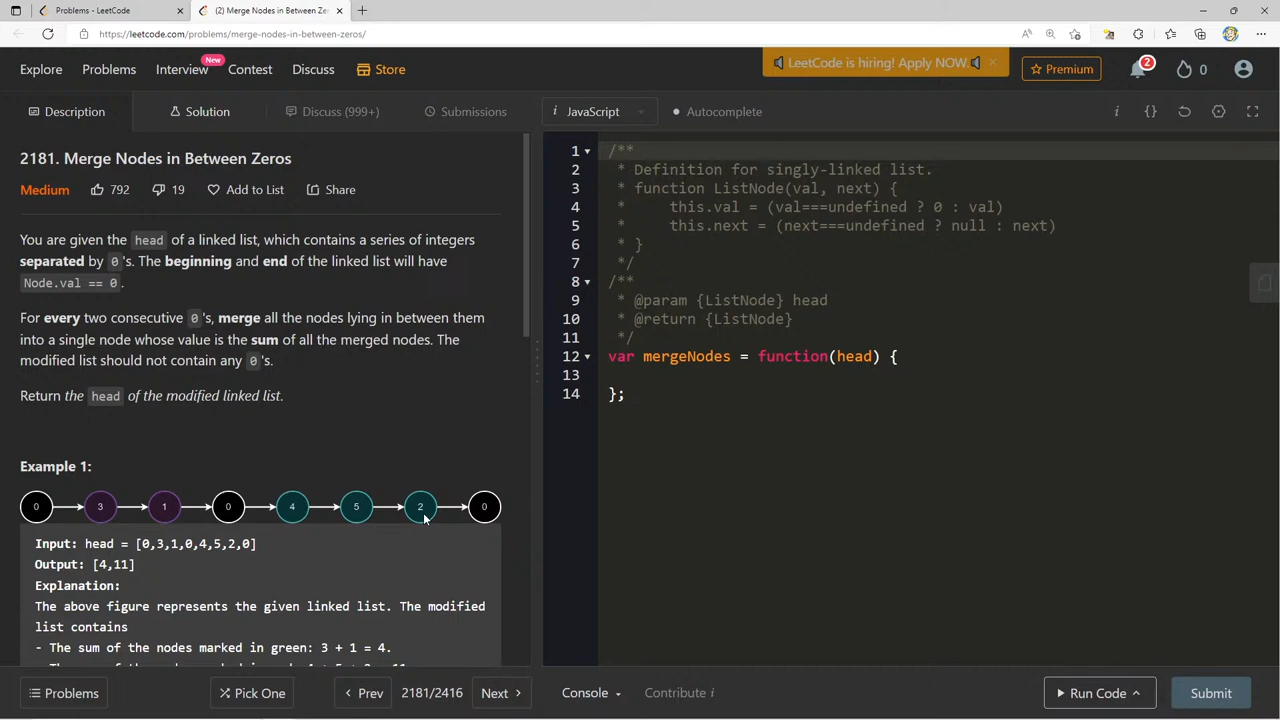 Problems - LeetCode
(2) Merge Nodes in Between Zer
https://leetcode.com/problems/merge-nodes-in-between-zeros/
Explore Problems Interview New Contest Discuss Store
LeetCode is hiring! Apply NOW. Premium 2 0
Description Solution Discuss (999+) Submissions
i JavaScript Autocomplete i {}
2181. Merge Nodes in Between Zeros
Medium 792 19 Add to List Share
You are given the head of a linked list, which contains a series of integers
separated by 0's. The beginning and end of the linked list will have
Node.val == 0.
For every two consecutive 0's, merge all the nodes lying in between them
into a single node whose value is the sum of all the merged nodes. The
modified list should not contain any 0's.
Return the head of the modified linked list.
Example 1:
0 3 1 0 4 5 2 0
Input: head = [0,3,1,0,4,5,2,0]
Output: [4,11]
Explanation:
The above figure represents the given linked list. The modified
list contains
- The sum of the nodes marked in green: 3 + 1 = 4.
1 /**
2 * Definition for singly-linked list.
3 * function ListNode(val, next) {
4 * this.val = (val===undefined ? 0 : val)
5 * this.next = (next===undefined ? null : next)
6 * }
7 */
8 /**
9 * @param {ListNode} head
10 * @return {ListNode}
11 */
12 var mergeNodes = function(head) {
13
14 };
Problems Pick One Prev 2181/2416 Next
Console Contribute i Run Code Submit